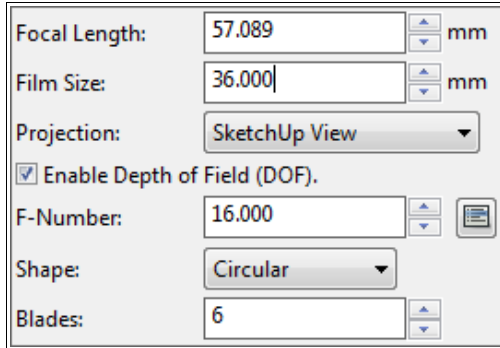 Focal Length: 57.089 mm
Film Size: 36.000 mm
Projection: SketchUp View
Enable Depth of Field (DOF).
F-Number: 16.000
Shape: Circular
Blades: 6